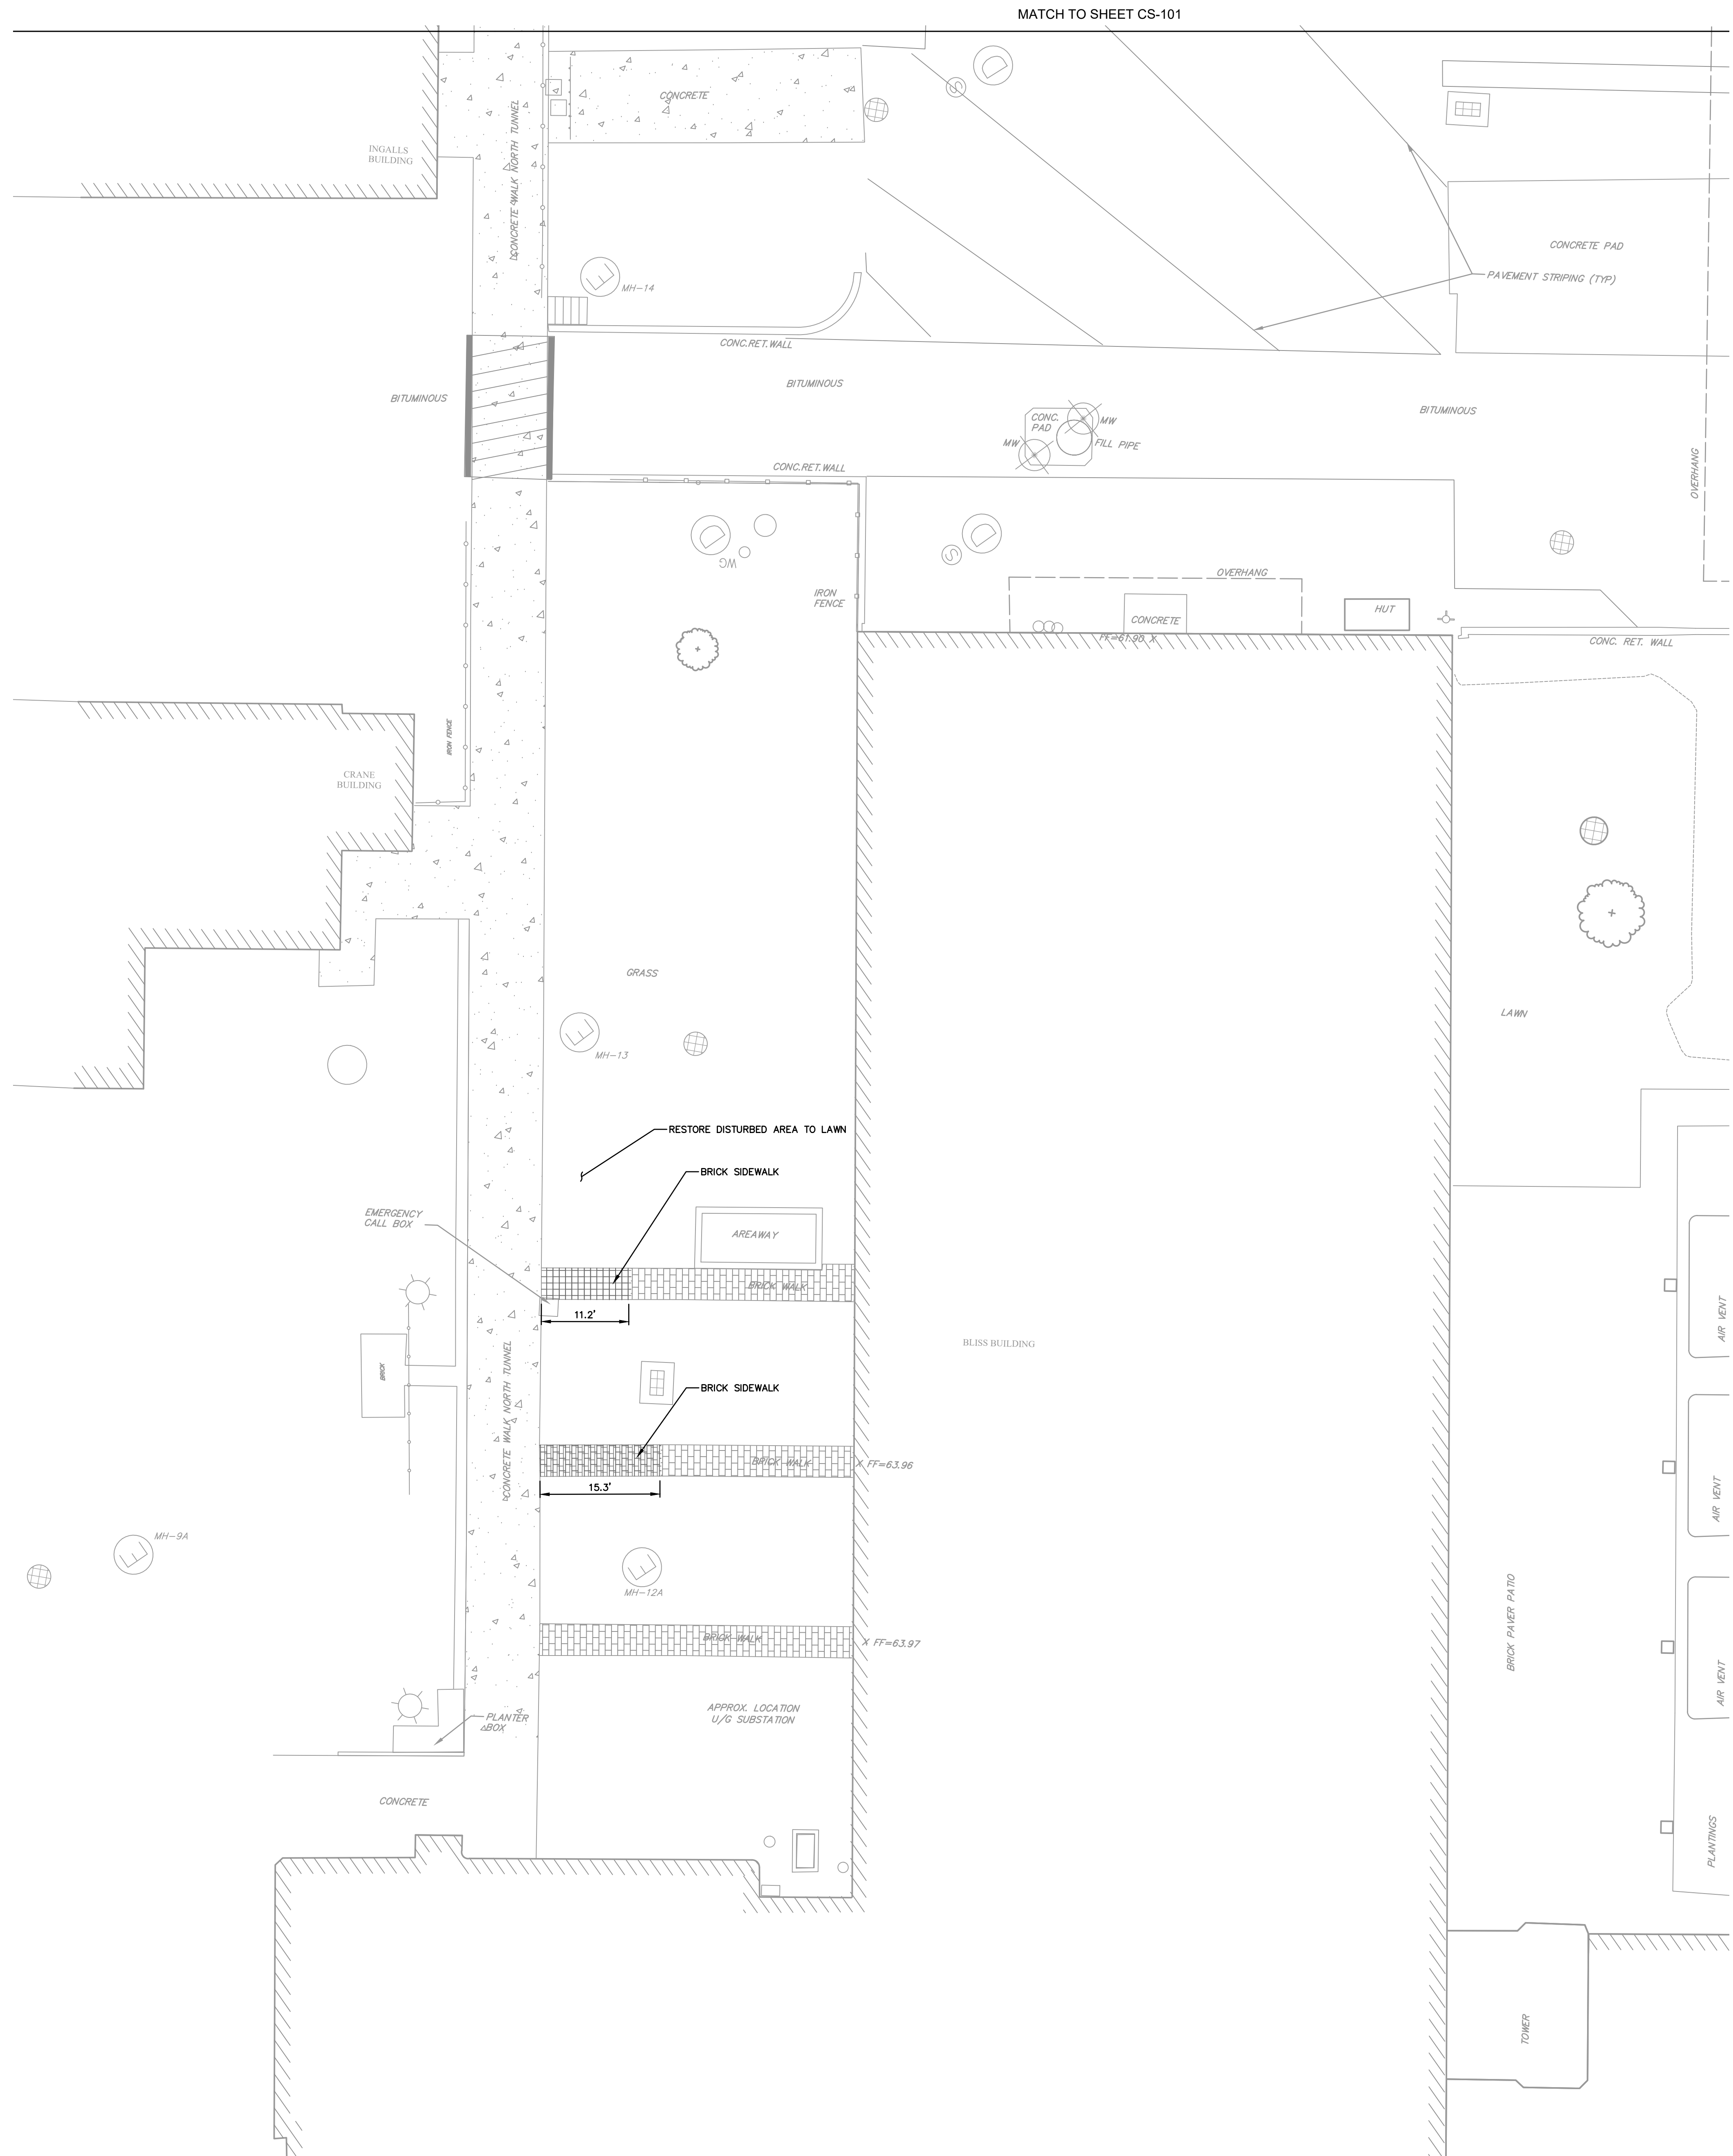 MATCH TO SHEET CS-101
CONCRETE
CONCRETE WALK NORTH TUNNEL
INGALLS
BUILDING
CONCRETE PAD
PAVEMENT STRIPING (TYP)
MH-14
E
D
S
CONC.RET.WALL
BITUMINOUS
BITUMINOUS
BITUMINOUS
CONC.
PAD
MW
MW
FILL PIPE
CONC.RET.WALL
OVERHANG
D
WG
D
S
OVERHANG
IRON
FENCE
CONCRETE
HUT
FF=61.90 X
CONC. RET. WALL
IRON FENCE
CRANE
BUILDING
GRASS
LAWN
E
MH-13
RESTORE DISTURBED AREA TO LAWN
BRICK SIDEWALK
EMERGENCY
CALL BOX
AREAWAY
BRICK WALK
11.2'
AIR VENT
BLISS BUILDING
BRICK
CONCRETE WALK NORTH TUNNEL
BRICK SIDEWALK
BRICK WALK
X FF=63.96
15.3'
AIR VENT
MH-9A
E
E
MH-12A
BRICK WALK
X FF=63.97
BRICK PAVER PATIO
AIR VENT
APPROX. LOCATION
U/G SUBSTATION
PLANTER
BOX
CONCRETE
PLANTINGS
TOWER